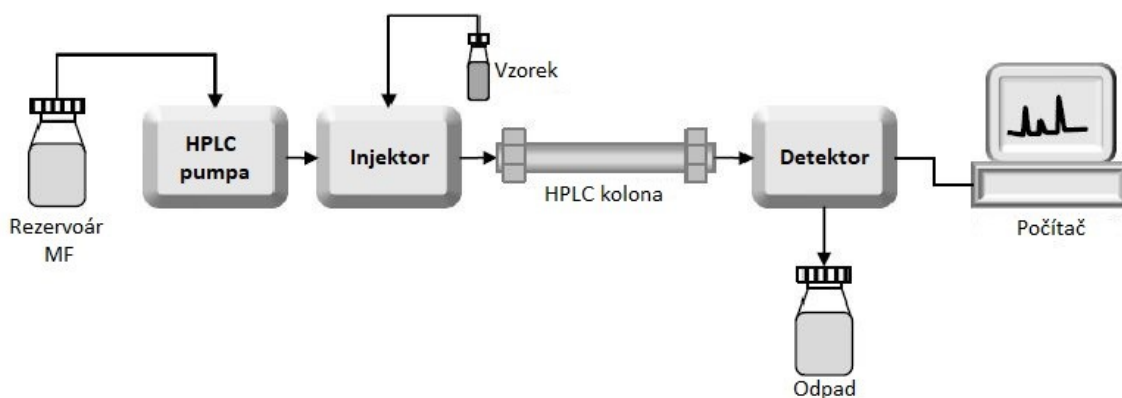 Vzorek
HPLC
pumpa
Injektor
Detektor
HPLC kolona
Rezervoár
MF
Počítač
Odpad